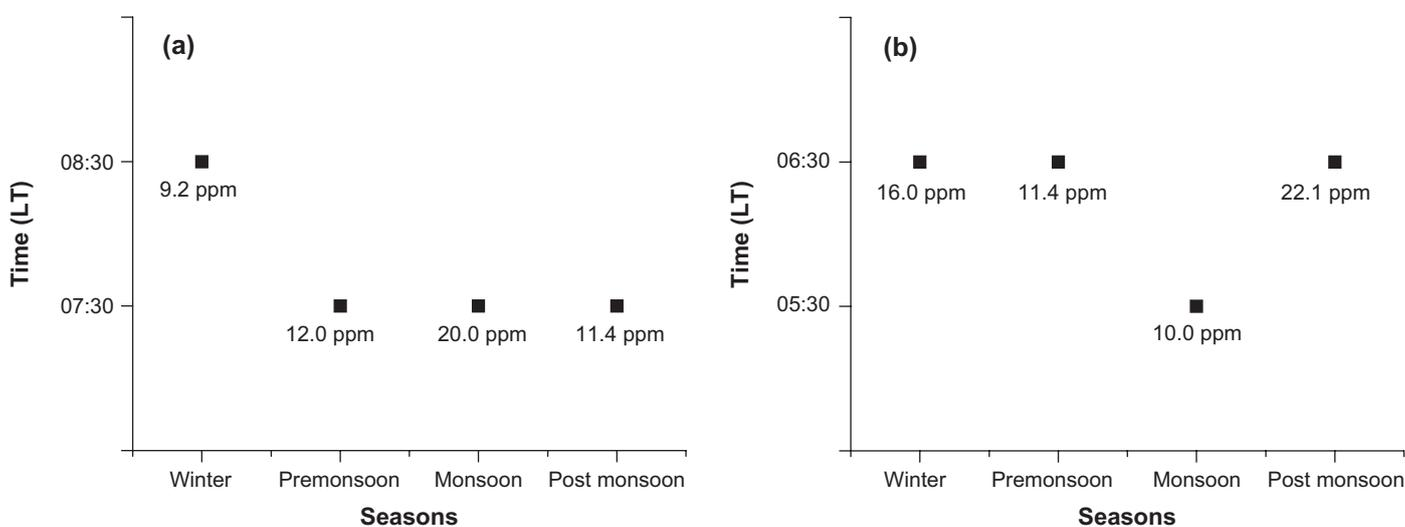 (a)
Time (LT)
08:30
07:30
9.2 ppm
12.0 ppm
20.0 ppm
11.4 ppm
Winter
Premonsoon
Monsoon
Post monsoon
Seasons
(b)
Time (LT)
06:30
05:30
16.0 ppm
11.4 ppm
22.1 ppm
10.0 ppm
Winter
Premonsoon
Monsoon
Post monsoon
Seasons